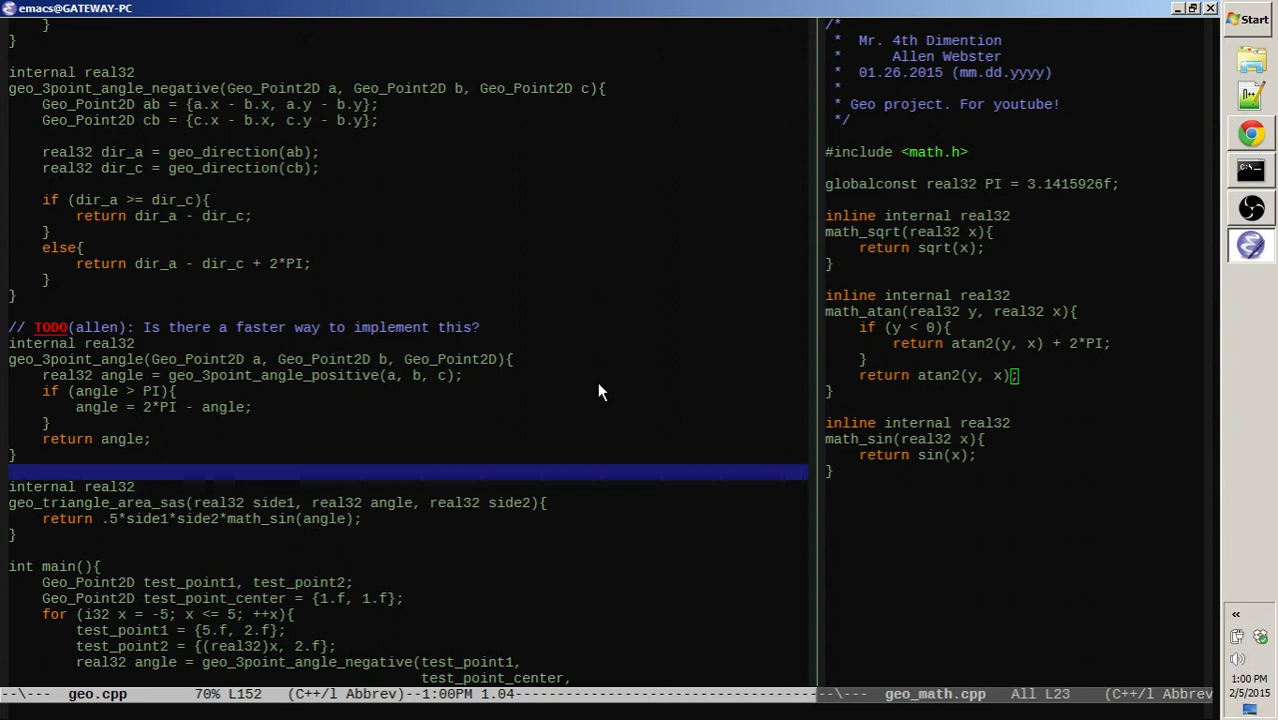 emacs@GATEWAY-PC
}
}
internal real32
geo_3point_angle_negative(Geo_Point2D a, Geo_Point2D b, Geo_Point2D c){
Geo_Point2D ab = {a.x - b.x, a.y - b.y};
Geo_Point2D cb = {c.x - b.x, c.y - b.y};
real32 dir_a = geo_direction(ab);
real32 dir_c = geo_direction(cb);
if (dir_a >= dir_c){
return dir_a - dir_c;
}
else{
return dir_a - dir_c + 2*PI;
}
}
// TODO(allen): Is there a faster way to implement this?
internal real32
geo_3point_angle(Geo_Point2D a, Geo_Point2D b, Geo_Point2D){
real32 angle = geo_3point_angle_positive(a, b, c);
if (angle > PI){
angle = 2*PI - angle;
}
return angle;
}
internal real32
geo_triangle_area_sas(real32 side1, real32 angle, real32 side2){
return .5*side1*side2*math_sin(angle);
}
int main(){
Geo_Point2D test_point1, test_point2;
Geo_Point2D test_point_center = {1.f, 1.f};
for (i32 x = -5; x <= 5; ++x){
test_point1 = {5.f, 2.f};
test_point2 = {(real32)x, 2.f};
real32 angle = geo_3point_angle_negative(test_point1,
test_point_center,
--\--- geo.cpp 70% L152 (C++/l Abbrev)--1:00PM 1.04----------------------------------------
/*
* Mr. 4th Dimention
* Allen Webster
* 01.26.2015 (mm.dd.yyyy)
*
* Geo project. For youtube!
*/
#include <math.h>
globalconst real32 PI = 3.1415926f;
inline internal real32
math_sqrt(real32 x){
return sqrt(x);
}
inline internal real32
math_atan(real32 y, real32 x){
if (y < 0){
return atan2(y, x) + 2*PI;
}
return atan2(y, x);
}
inline internal real32
math_sin(real32 x){
return sin(x);
}
--\--- geo_math.cpp All L23 (C++/l Abbrev
Start
C:\_
«
1:00 PM
2/5/2015